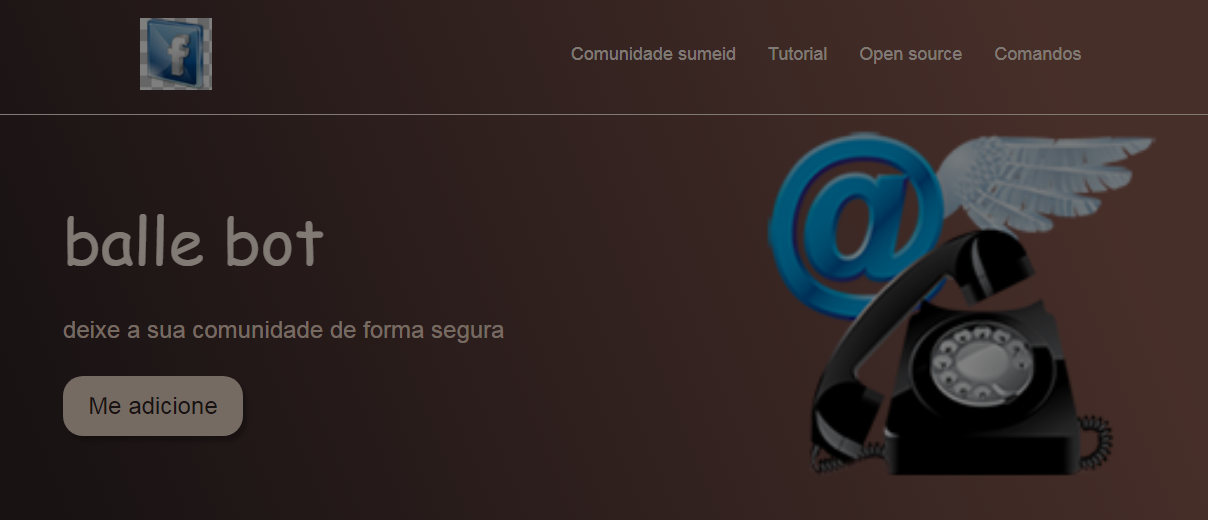 f
Comunidade sumeid Tutorial Open source Comandos
@
balle bot
deixe a sua comunidade de forma segura
Me adicione